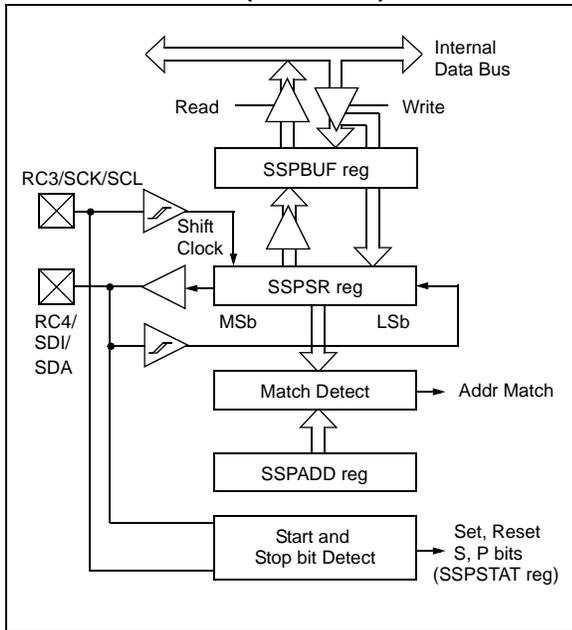 Internal
Data Bus
Read
Write
SSPBUF reg
RC3/SCK/SCL
Shift
Clock
SSPSR reg
MSb
LSb
RC4/
SDI/
SDA
Match Detect
Addr Match
SSPADD reg
Start and
Stop bit Detect
Set, Reset
S, P bits
(SSPSTAT reg)